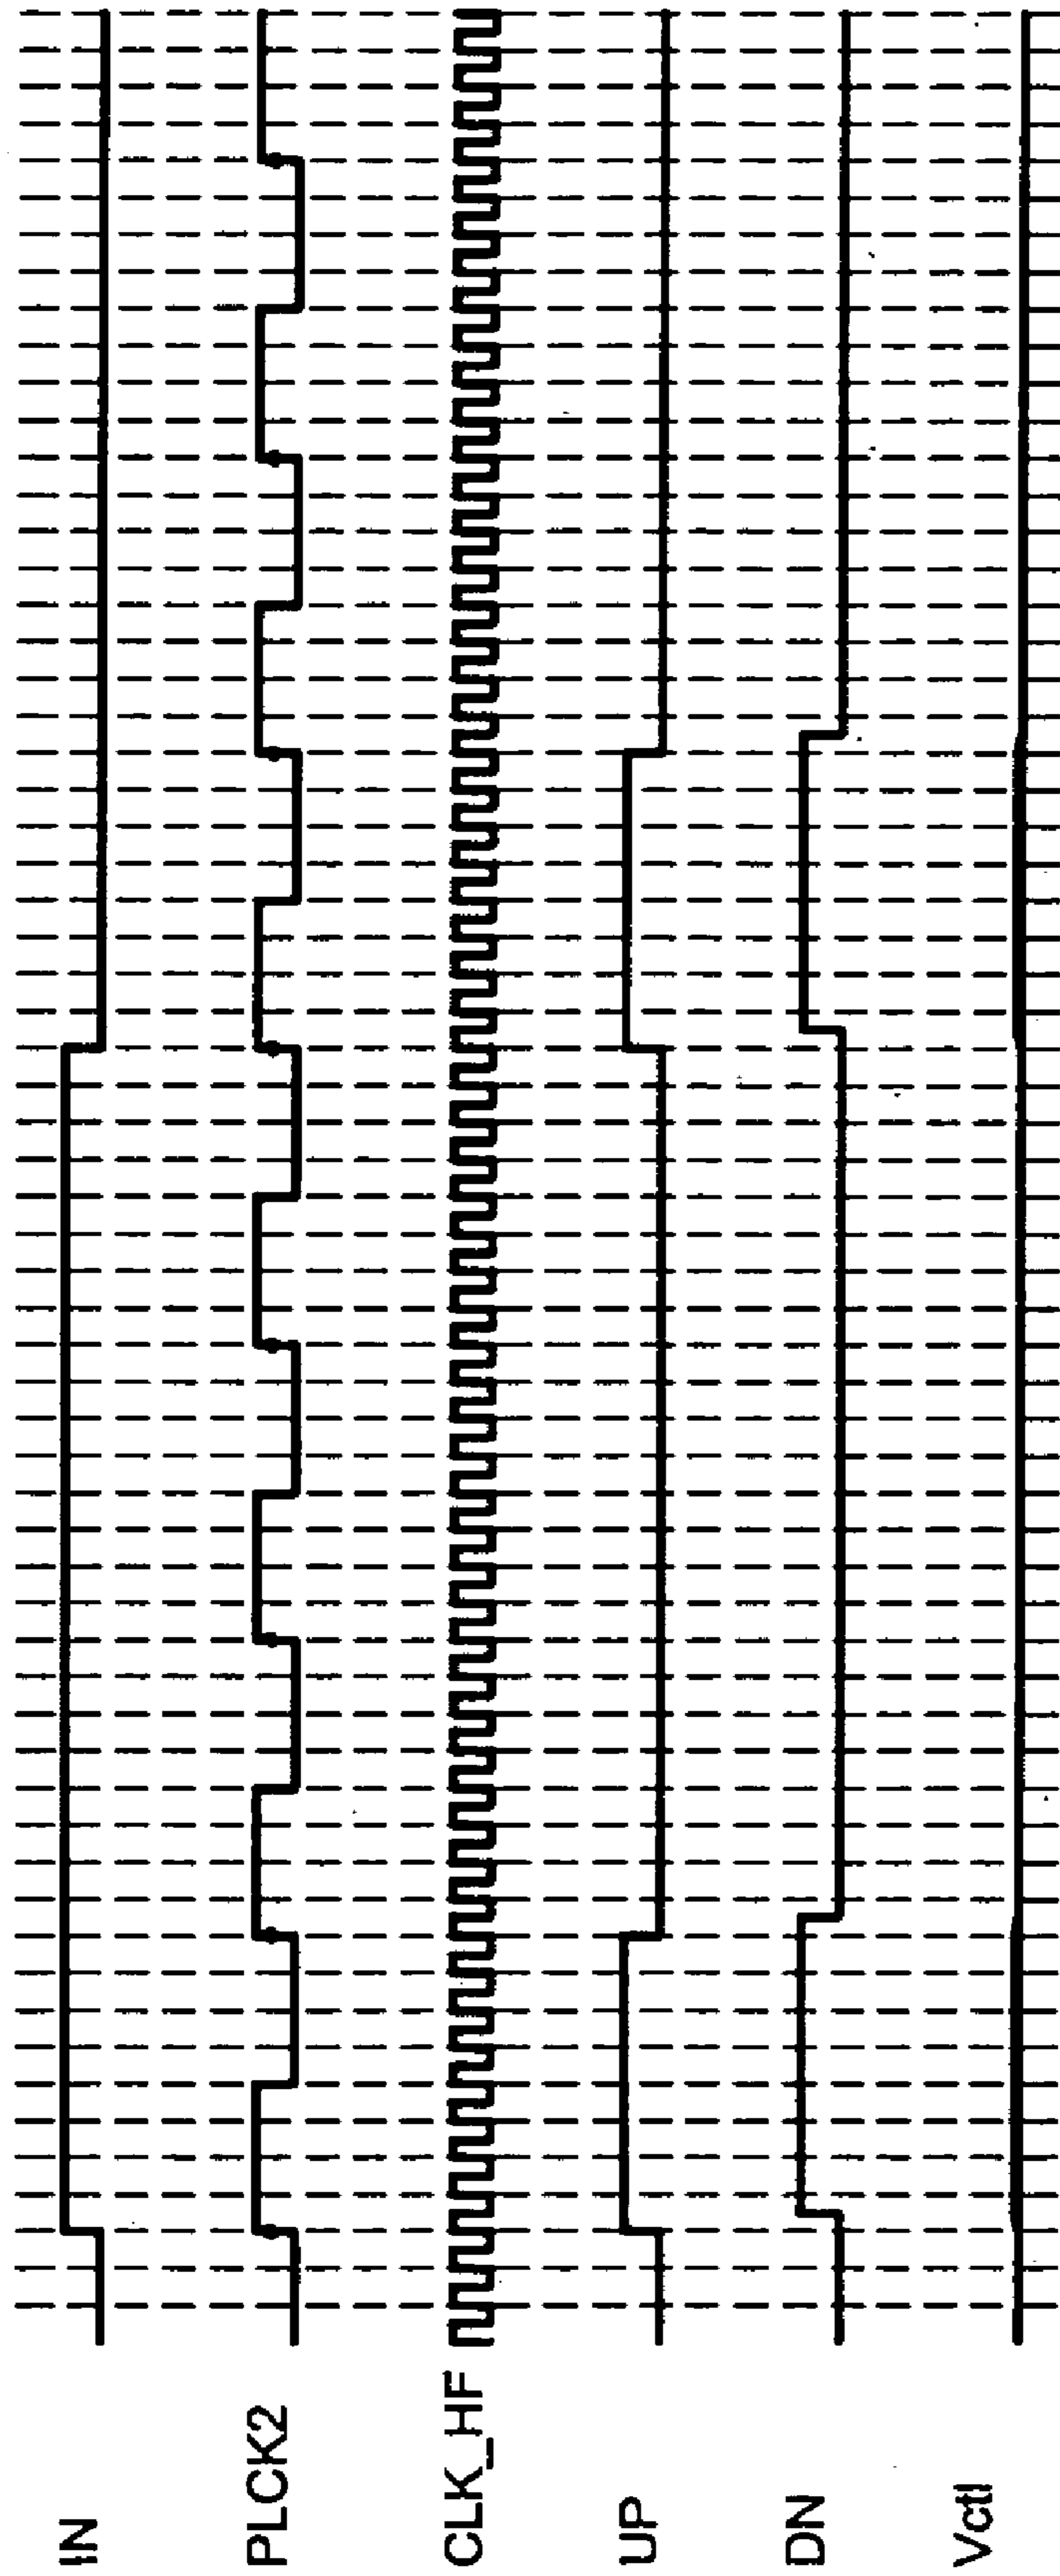 IN
PLCK2
CLK_HF
UP
DN
Vctl